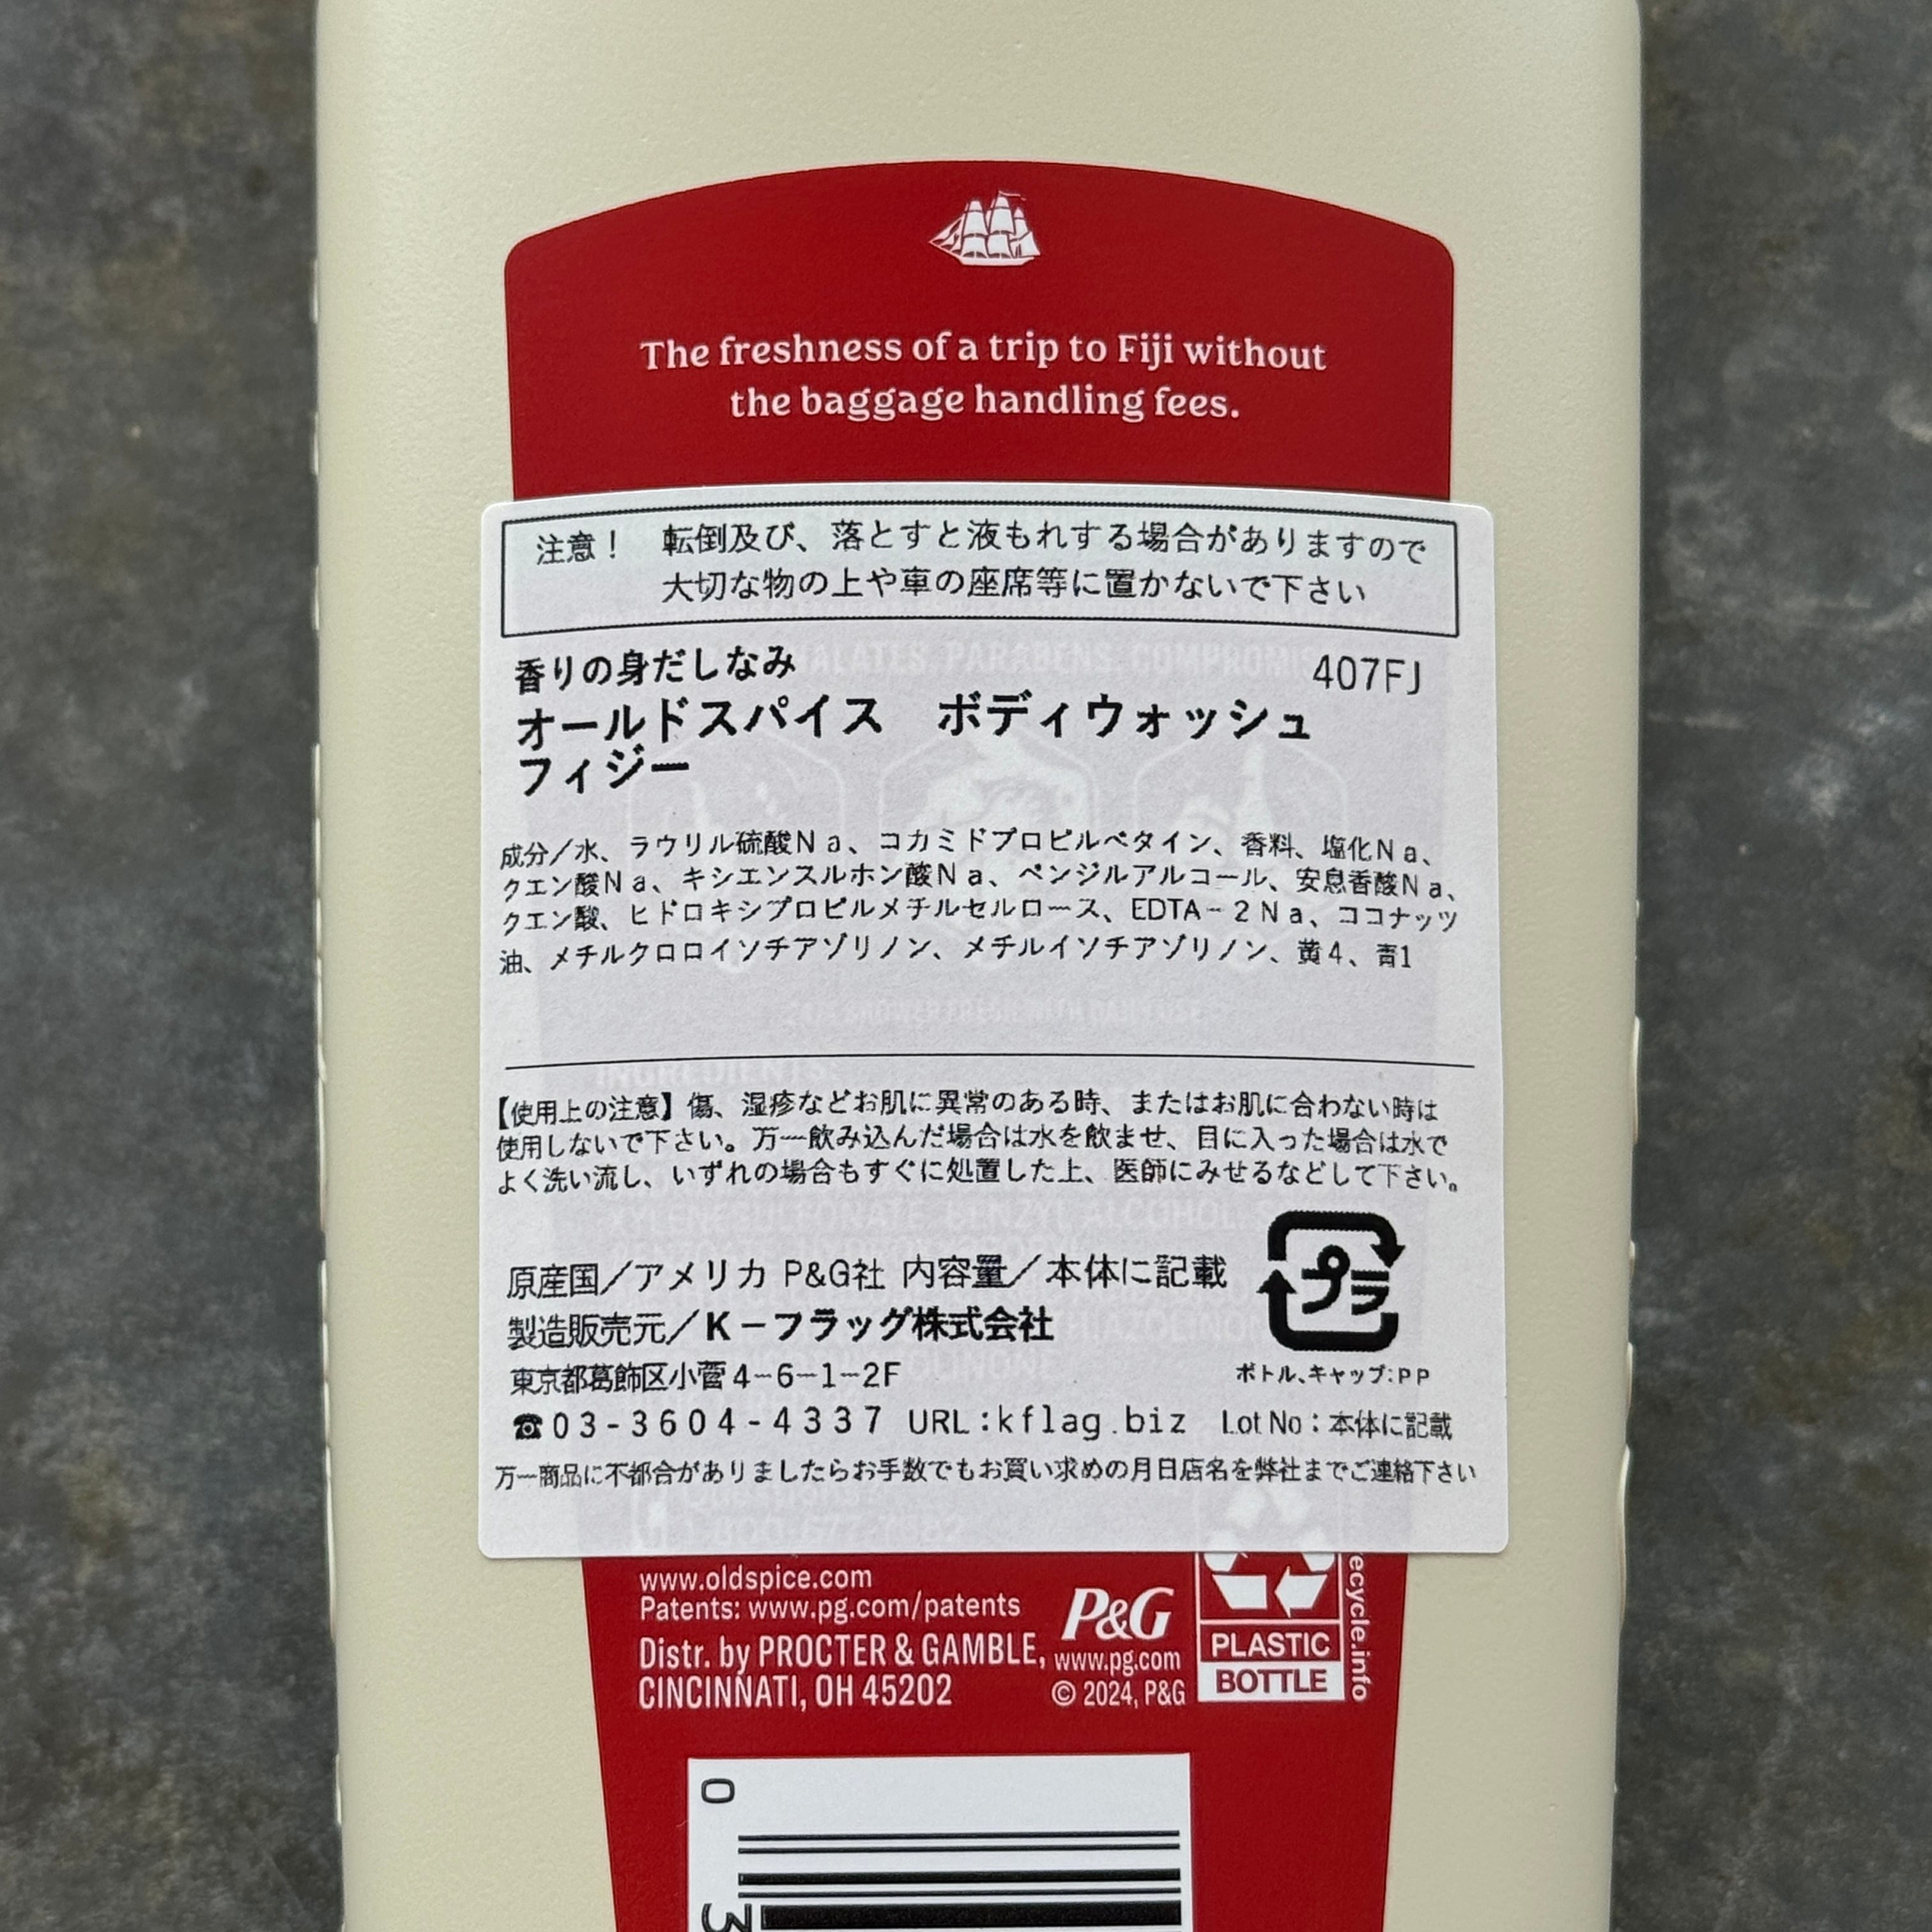 The freshness of a trip to Fiji without
the baggage handling fees.
注意！ 転倒及び、落とすと液もれする場合がありますので
大切な物の上や車の座席等に置かないで下さい
香りの身だしなみ 407FJ
オールドスパイス ボディウォッシュ
フィジー
成分／水、ラウリル硫酸Ｎａ、コカミドプロピルベタイン、香料、塩化Ｎａ、
クエン酸Ｎａ、キシエンスルホン酸Ｎａ、ベンジルアルコール、安息香酸Ｎａ、
クエン酸、ヒドロキシプロピルメチルセルロース、EDTA－２Ｎａ、ココナッツ
油、メチルクロロイソチアゾリノン、メチルイソチアゾリノン、黄４、青1
【使用上の注意】傷、湿疹などお肌に異常のある時、またはお肌に合わない時は
使用しないで下さい。万一飲み込んだ場合は水を飲ませ、目に入った場合は水で
よく洗い流し、いずれの場合もすぐに処置した上、医師にみせるなどして下さい。
原産国／アメリカ P&G社 内容量／本体に記載
製造販売元／K－フラッグ株式会社
東京都葛飾区小菅4-6-1-2F
☎03-3604-4337 URL:kflag.biz Lot No：本体に記載
プラ
ボトル、キャップ:PP
万一商品に不都合がありましたらお手数でもお買い求めの月日店名を弊社までご連絡下さい
www.oldspice.com
Patents: www.pg.com/patents
Distr. by PROCTER & GAMBLE,
CINCINNATI, OH 45202
P&G
www.pg.com
© 2024, P&G
PLASTIC
BOTTLE
ecycle.info
0
3